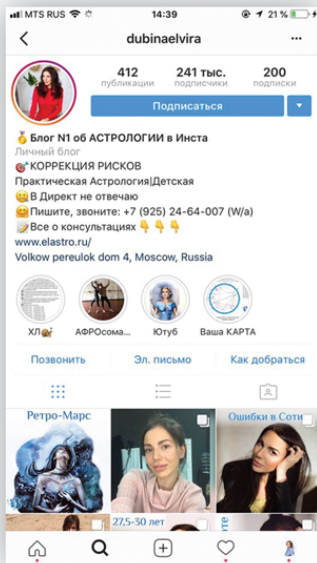 MTS RUS 14:39 21 %
dubinaelvira
412 241 тыс. 200
публикации подписчики подписки
Подписаться
Блог N1 об АСТРОЛОГИИ в Инста
Личный блог
КОРРЕКЦИЯ РИСКОВ
Практическая Астрология|Детская
В Директ не отвечаю
Пишите, звоните: +7 (925) 24-64-007 (W/a)
Все о консультациях
www.elastro.ru/
Volkow pereulok dom 4, Moscow, Russia
ХЛ АФРОсома... Ютуб Ваша КАРТА
Позвонить Эл. письмо Как добраться
Ретро-Марс
Ошибки в Соти
27,5-30 лет